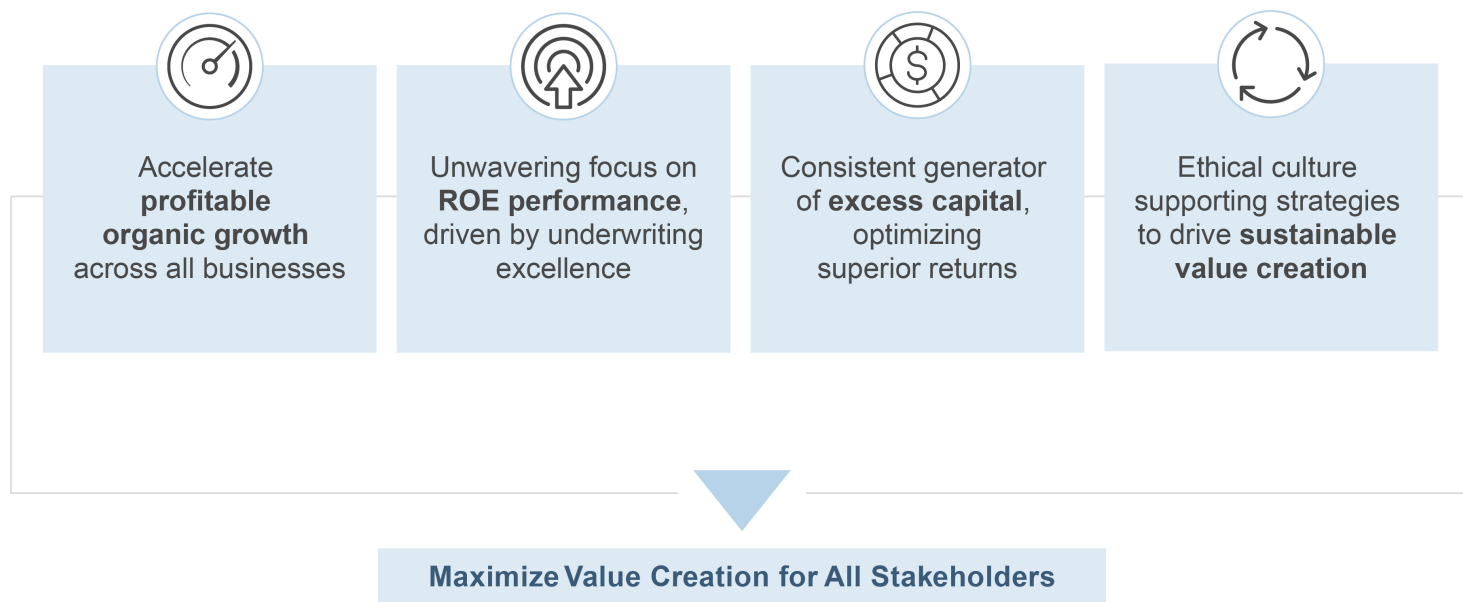 Accelerate
profitable
organic growth
across all businesses
Unwavering focus on
ROE performance,
driven by underwriting
excellence
$
Consistent generator
of excess capital,
optimizing
superior returns
Ethical culture
supporting strategies
to drive sustainable
value creation
Maximize Value Creation for All Stakeholders